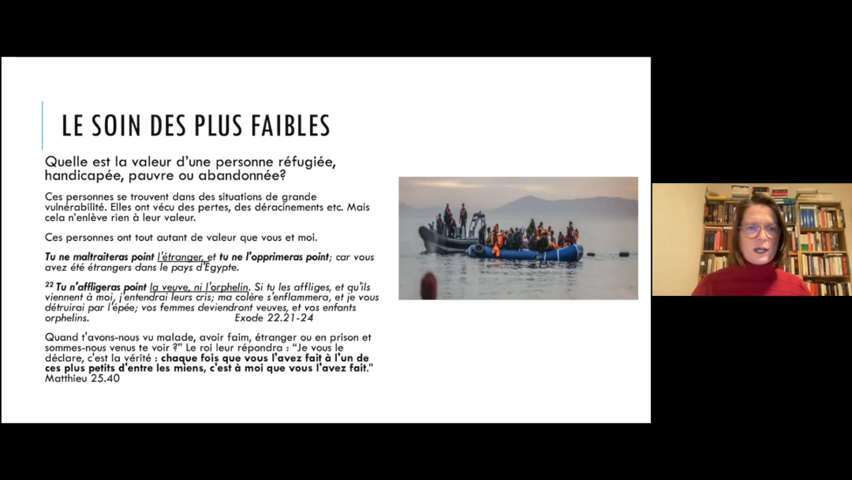 LE SOIN DES PLUS FAIBLES
Quelle est la valeur d'une personne réfugiée,
handicapée, pauvre ou abandonnée?
Ces personnes se trouvent dans des situations de grande
vulnérabilité. Elles ont vécu des pertes, des déracinements etc. Mais
cela n'enlève rien à leur valeur.
Ces personnes ont tout autant de valeur que vous et moi.
Tu ne maltraiteras point l'étranger, et tu ne l'opprimeras point; car vous
avez été étrangers dans le pays d'Egypte.
22 Tu n'affligeras point la veuve, ni l'orphelin. Si tu les affliges, et qu'ils
viennent à moi, j'entendrai leurs cris; ma colère s'enflammera, et je vous
détruirai par l'épée; vos femmes deviendront veuves, et vos enfants
orphelins. Exode 22.21-24
Quand t'avons-nous vu malade, avoir faim, étranger ou en prison et
sommes-nous venus te voir ?" Le roi leur répondra : "Je vous le
déclare, c'est la vérité : chaque fois que vous l'avez fait à l'un de
ces plus petits d'entre les miens, c'est à moi que vous l'avez fait."
Matthieu 25.40